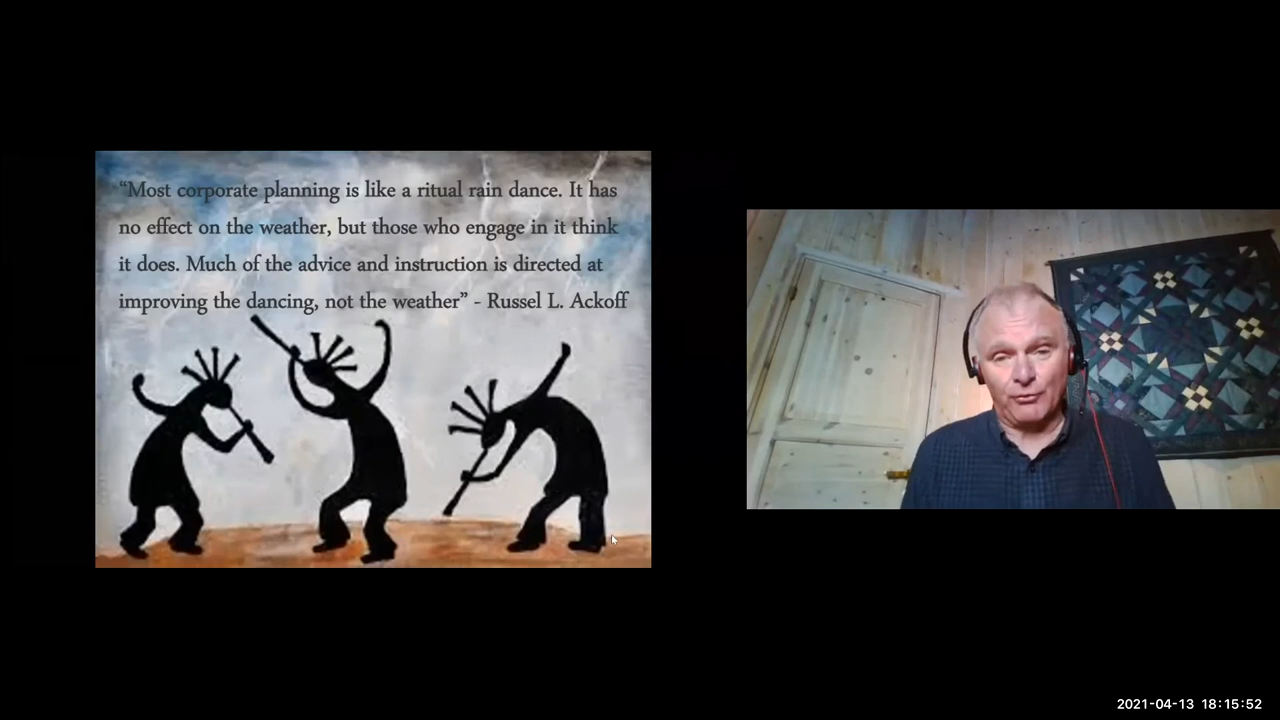 “Most corporate planning is like a ritual rain dance. It has
no effect on the weather, but those who engage in it think
it does. Much of the advice and instruction is directed at
improving the dancing, not the weather” - Russel L. Ackoff
2021-04-13 18:15:52